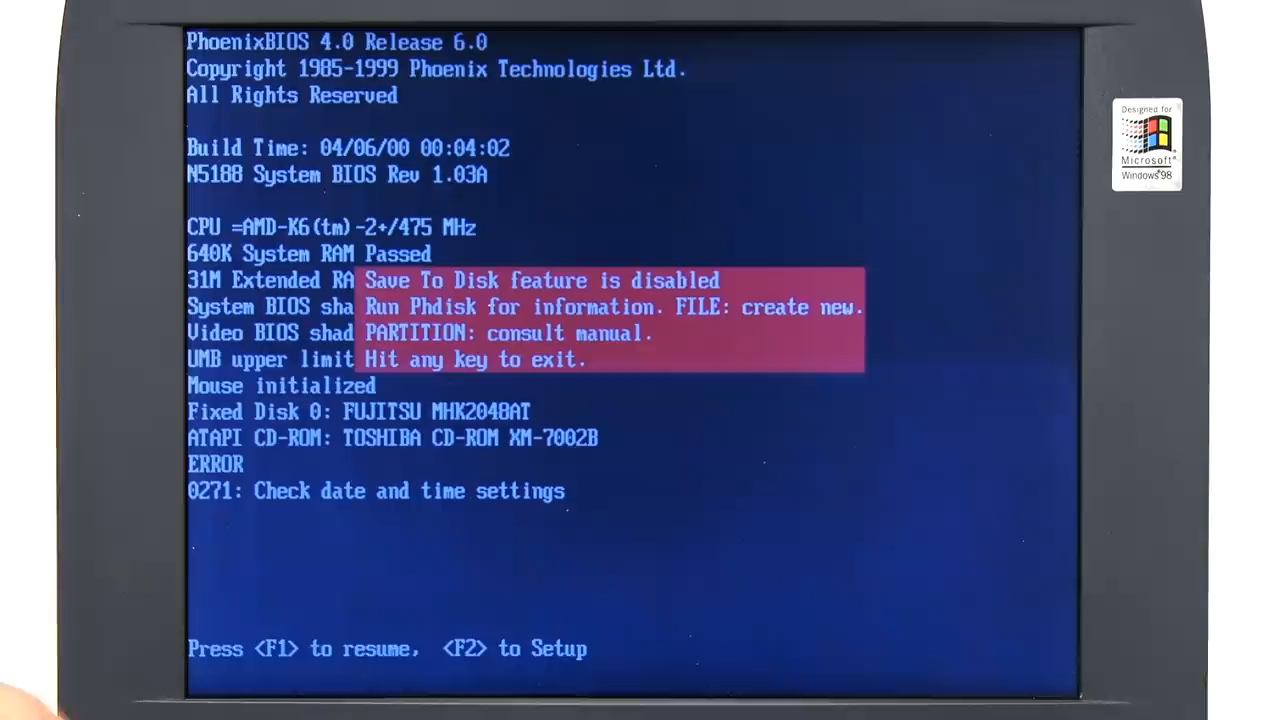 PhoenixBIOS 4.0 Release 6.0
Copyright 1985-1999 Phoenix Technologies Ltd.
All Rights Reserved
Build Time: 04/06/00 00:04:02
N5188 System BIOS Rev 1.03A
CPU =AMD-K6(tm)-2+/475 MHz
640K System RAM Passed
31M Extended RA
Save To Disk feature is disabled
System BIOS sha
Run Phdisk for information. FILE: create new.
Video BIOS shad
PARTITION: consult manual.
UMB upper limit
Hit any key to exit.
Mouse initialized
Fixed Disk 0: FUJITSU MHK2048AT
ATAPI CD-ROM: TOSHIBA CD-ROM XM-7002B
ERROR
0271: Check date and time settings
Press <F1> to resume, <F2> to Setup
Designed for
Microsoft®
Windows®98